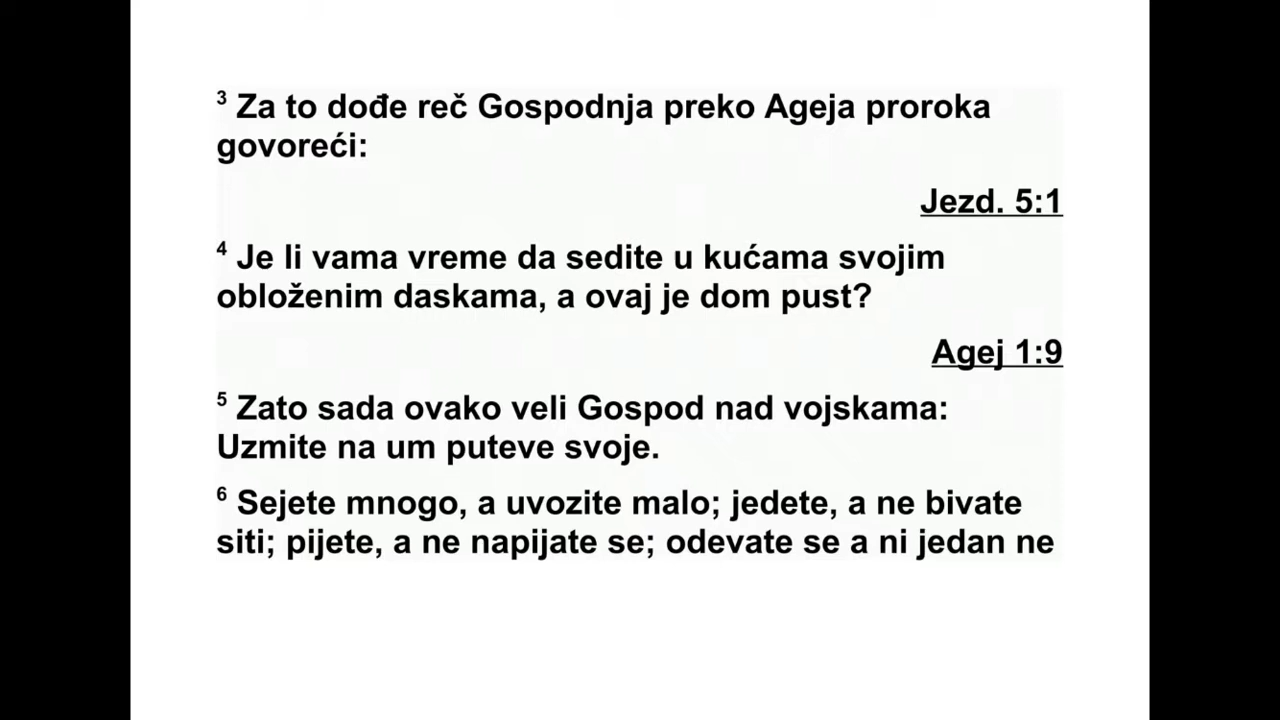 3 Za to dođe reč Gospodnja preko Ageja proroka
govoreći:
Jezd. 5:1
4 Je li vama vreme da sedite u kućama svojim
obloženim daskama, a ovaj je dom pust?
Agej 1:9
5 Zato sada ovako veli Gospod nad vojskama:
Uzmite na um puteve svoje.
6 Sejete mnogo, a uvozite malo; jedete, a ne bivate
siti; pijete, a ne napijate se; odevate se a ni jedan ne